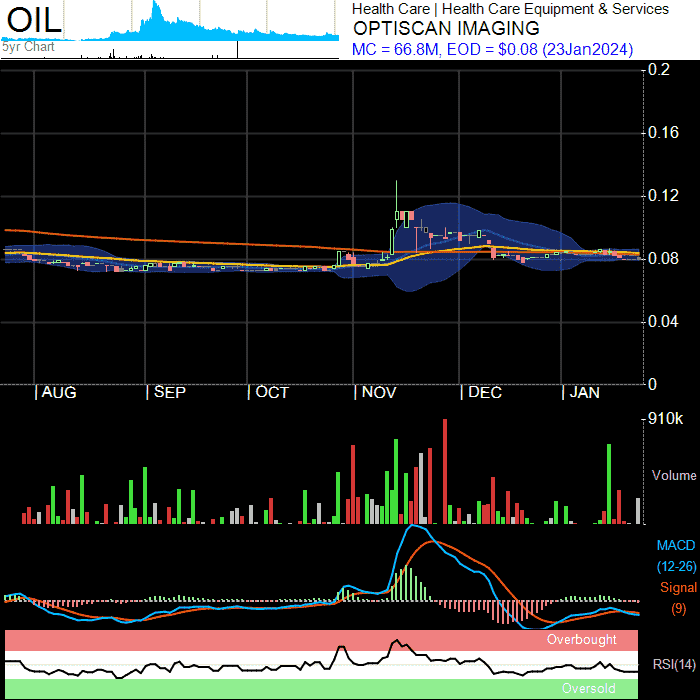 OIL
5yr Chart
Health Care | Health Care Equipment & Services
OPTISCAN IMAGING
MC = 66.8M, EOD = $0.08 (23Jan2024)
0.2
0.16
0.12
0.08
0.04
0
| AUG | SEP | OCT | NOV | DEC | JAN
910k
Volume
MACD
(12-26)
Signal
(9)
Overbought
RSI(14)
Oversold